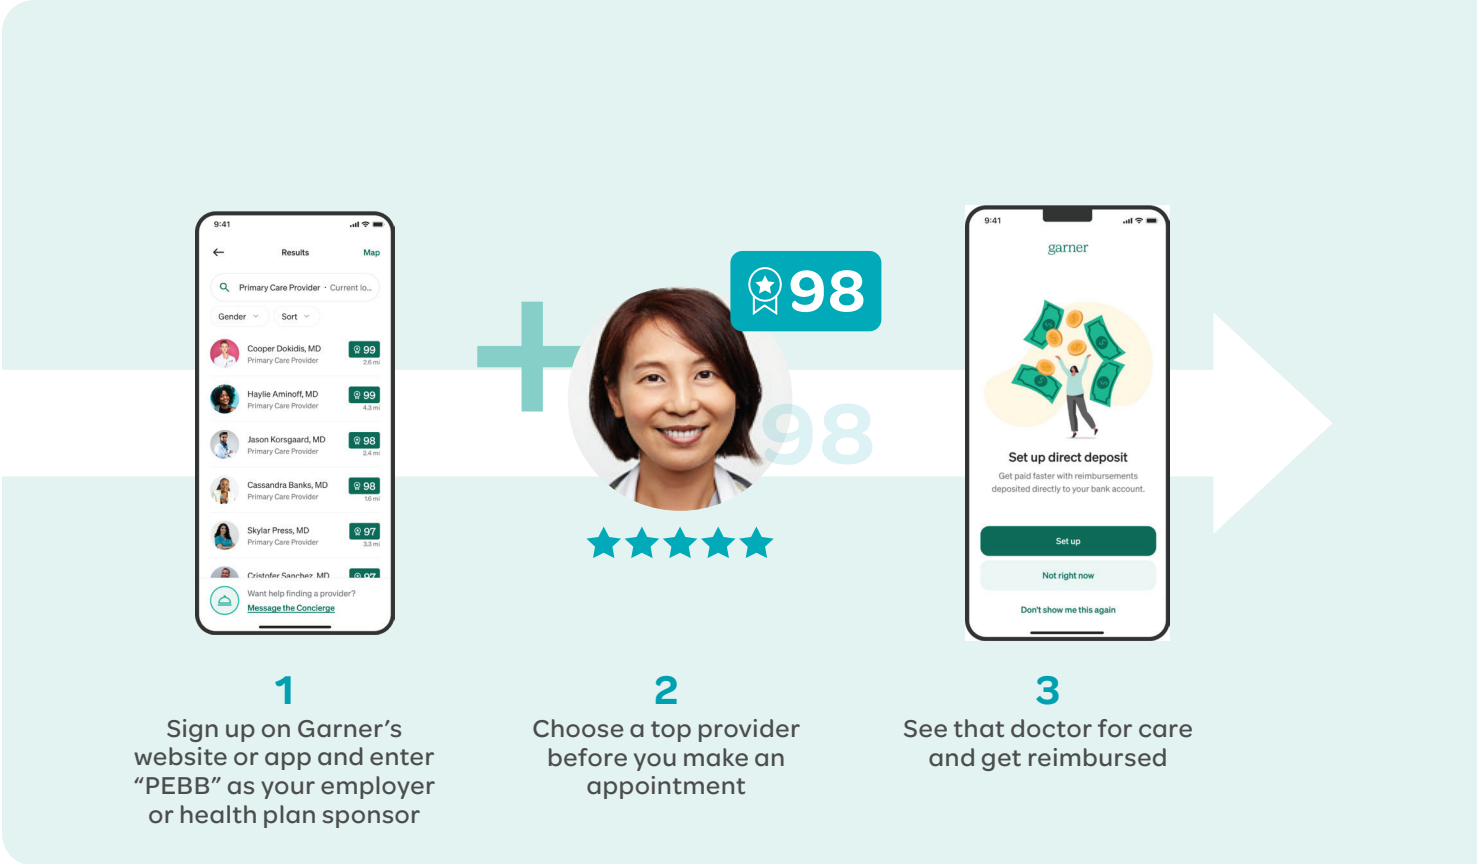 9:41
Results
Map
Primary Care Provider · Current lo...
Gender
Sort
Cooper Dokidis, MD
99
Primary Care Provider
2.6 mi
Haylie Aminoff, MD
99
Primary Care Provider
4.3 mi
Jason Korsgaard, MD
98
Primary Care Provider
2.4 mi
Cassandra Banks, MD
98
Primary Care Provider
1.6 mi
Skylar Press, MD
97
Primary Care Provider
3.3 mi
Cristofer Sanchez, MD
97
Want help finding a provider?
Message the Concierge
1
Sign up on Garner’s
website or app and enter
“PEBB” as your employer
or health plan sponsor
98
98
2
Choose a top provider
before you make an
appointment
9:41
garner
Set up direct deposit
Get paid faster with reimbursements
deposited directly to your bank account.
Set up
Not right now
Don't show me this again
3
See that doctor for care
and get reimbursed